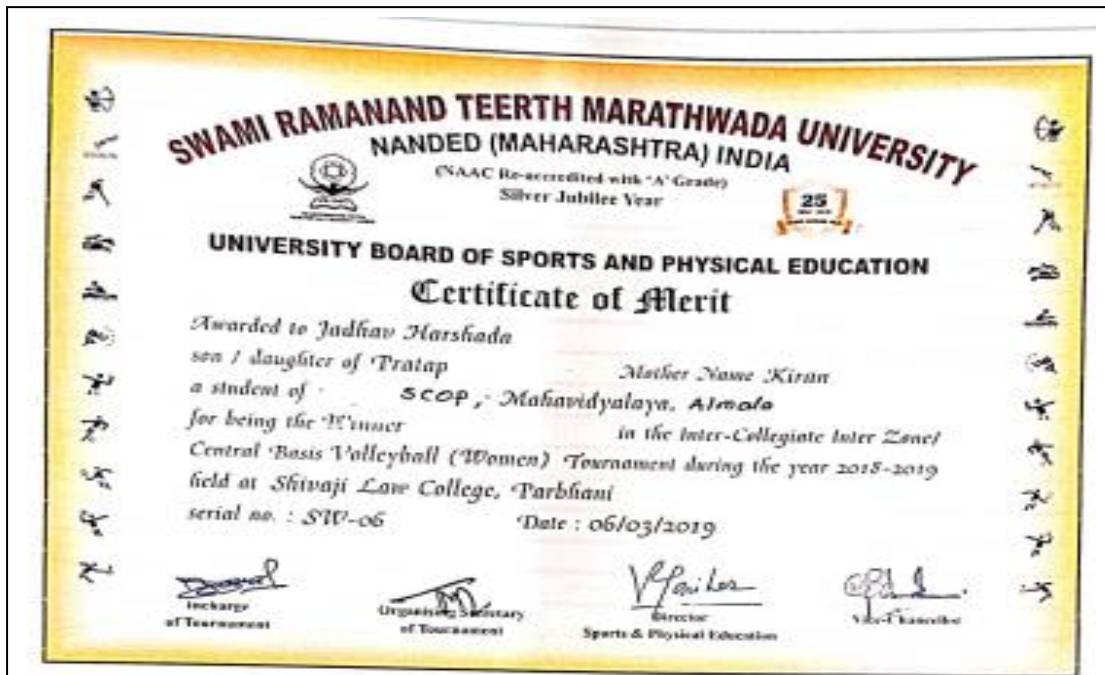 SWAMI RAMANAND TEERTH MARATHWADA UNIVERSITY
NANDED (MAHARASHTRA) INDIA
(NAAC Re-accredited with 'A' Grade)
Silver Jubilee Year
25
UNIVERSITY BOARD OF SPORTS AND PHYSICAL EDUCATION
Certificate of Merit
Awarded to Jadhav Harshada
son / daughter of Pratap Mother Name Kiran
a student of SCOP, Mahavidyalaya, Almala
for being the Winner in the Inter-Collegiate Inter Zone/
Central Basis Volleyball (Women) Tournament during the year 2018-2019
held at Shivaji Law College, Parbhani
serial no. : SW-06 Date : 06/03/2019
Incharge
of Tournament
Organising Secretary
of Tournament
Director
Sports & Physical Education
Vice-Chancellor